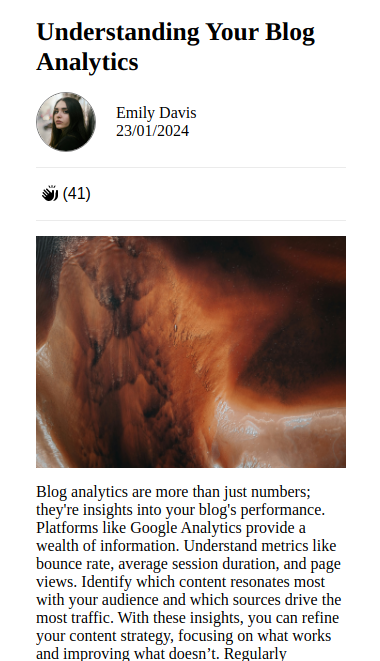 Understanding Your Blog
Analytics
Emily Davis
23/01/2024
(41)
Blog analytics are more than just numbers;
they're insights into your blog's performance.
Platforms like Google Analytics provide a
wealth of information. Understand metrics like
bounce rate, average session duration, and page
views. Identify which content resonates most
with your audience and which sources drive the
most traffic. With these insights, you can refine
your content strategy, focusing on what works
and improving what doesn’t. Regularly